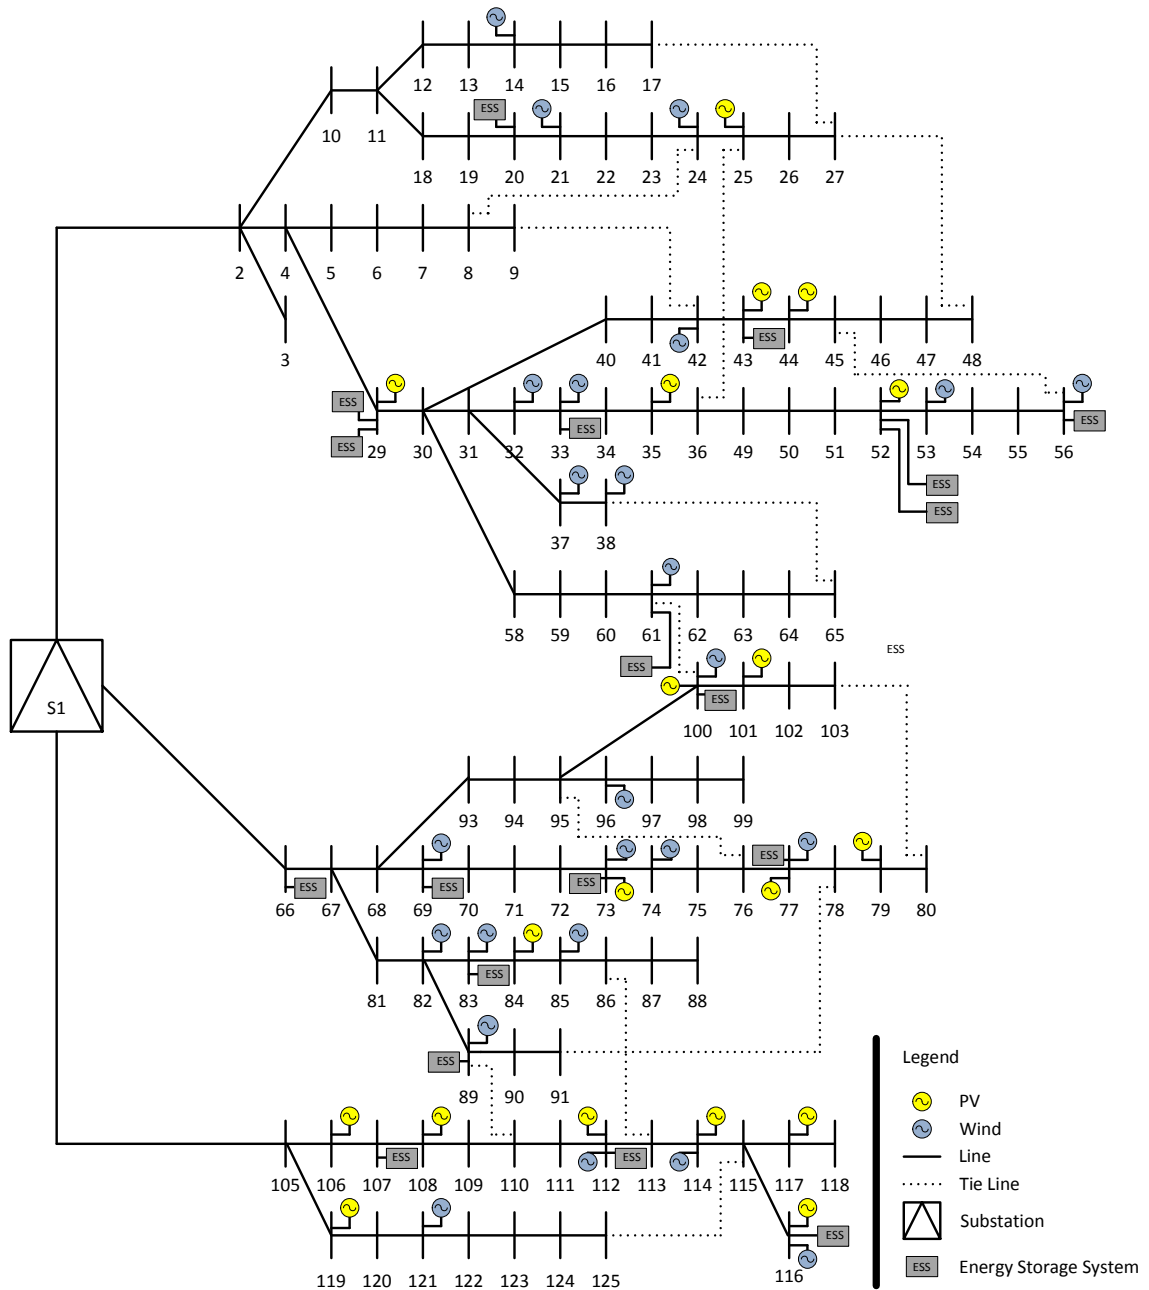 12 13 14 15 16 17
10 11
ESS
18 19 20 21 22 23 24 25 26 27
2 4 5 6 7 8 9
3
ESS
40 41 42 43 44 45 46 47 48
ESS
ESS
ESS
ESS
29 30 31 32 33 34 35 36 49 50 51 52 53 54 55 56
ESS
ESS
37 38
58 59 60 61 62 63 64 65
ESS
ESS
ESS
S1
100 101 102 103
93 94 95 96 97 98 99
ESS
ESS
ESS
ESS
66 67 68 69 70 71 72 73 74 75 76 77 78 79 80
ESS
81 82 83 84 85 86 87 88
ESS
89 90 91
ESS
ESS
105 106 107 108 109 110 111 112 113 114 115 117 118
ESS
119 120 121 122 123 124 125 116
Legend
PV
Wind
Line
Tie Line
Substation
ESS Energy Storage System